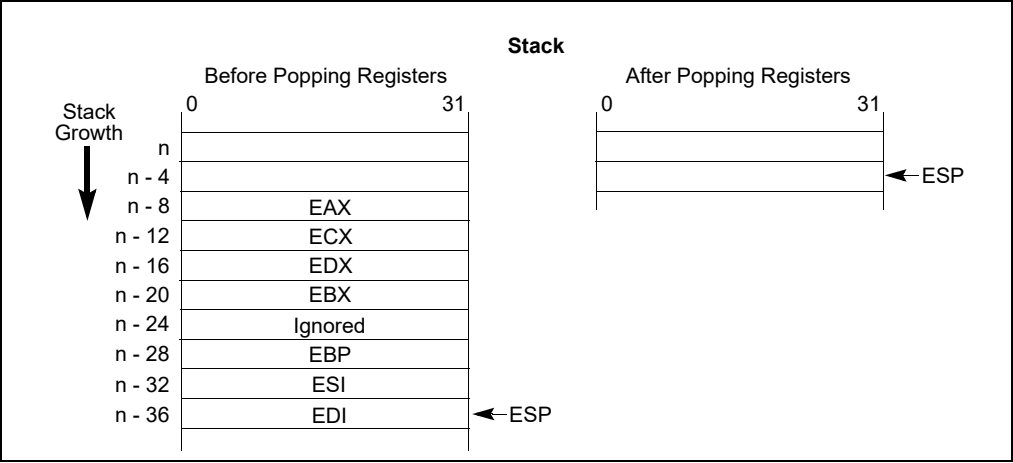 Stack
Before Popping Registers
After Popping Registers
0 31
0 31
Stack
Growth
n
n - 4
ESP
n - 8 EAX
n - 12 ECX
n - 16 EDX
n - 20 EBX
n - 24 Ignored
n - 28 EBP
n - 32 ESI
n - 36 EDI ESP